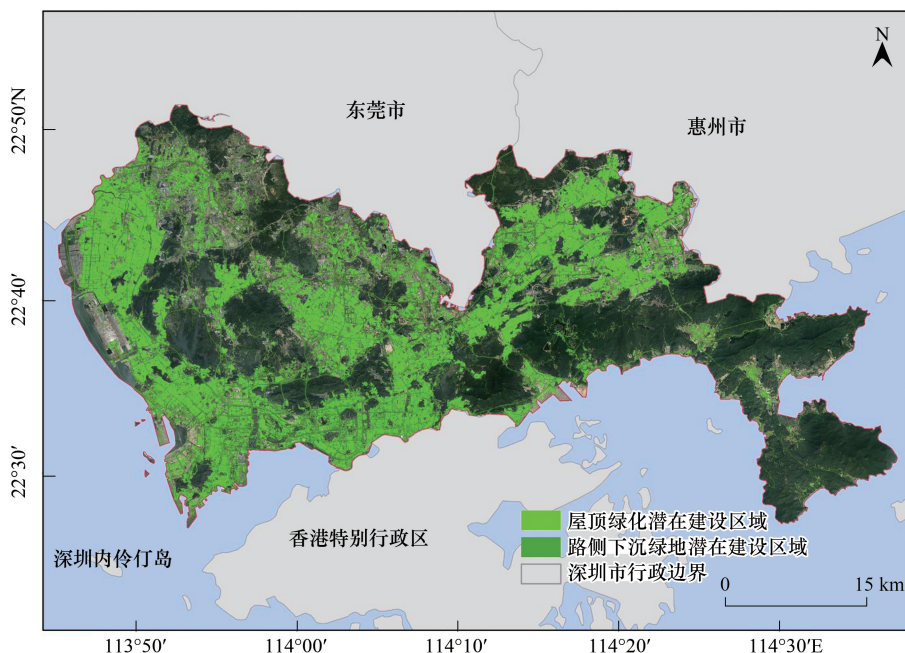 N
22°50′N
22°40′
22°30′
东莞市
惠州市
香港特别行政区
深圳内伶仃岛
屋顶绿化潜在建设区域
路侧下沉绿地潜在建设区域
深圳市行政边界
0 15 km
113°50′ 114°00′ 114°10′ 114°20′ 114°30′E